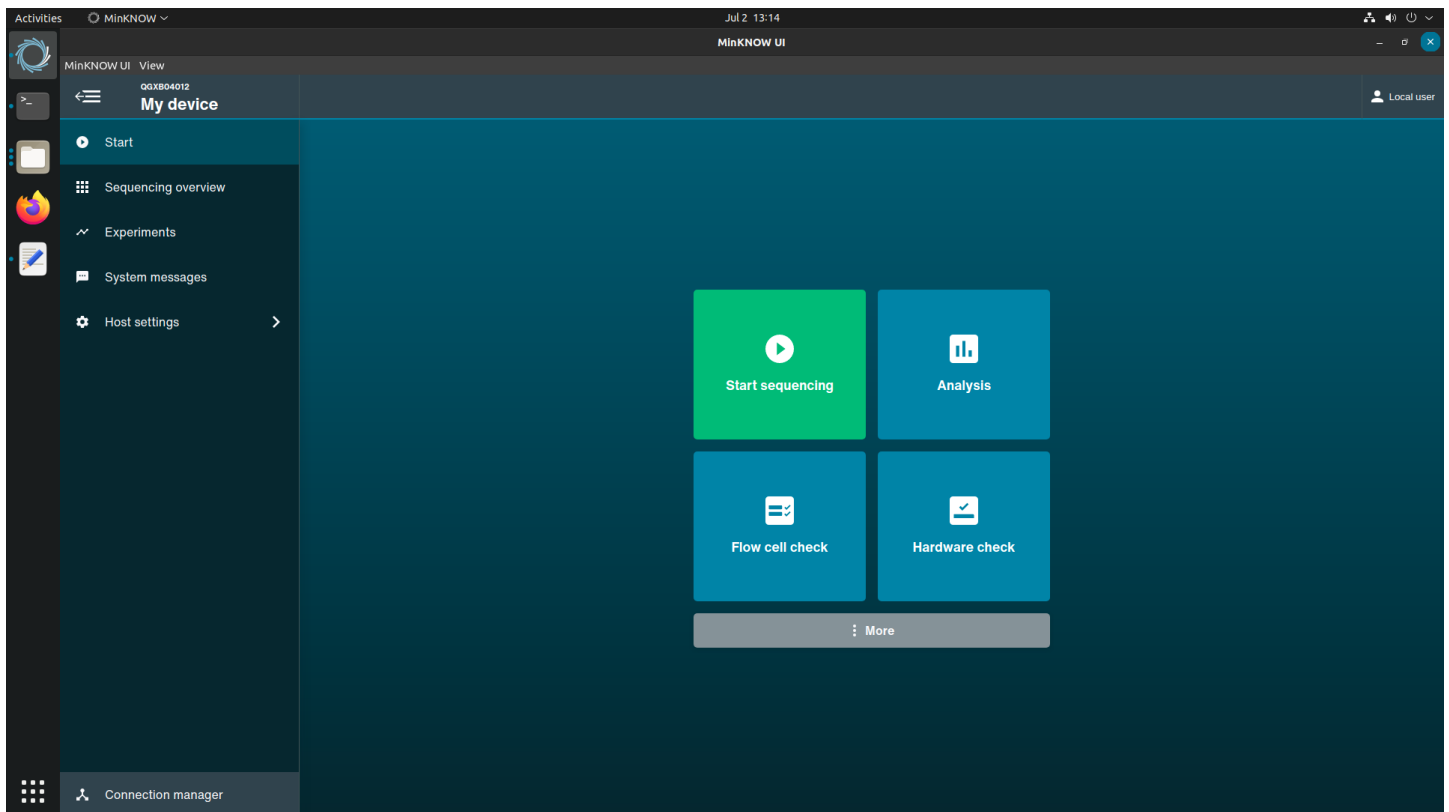 Activities MinKNOW Jul 2 13:14
MinKNOW UI
MinKNOW UI View
QGXB04012
My device
Local user
Start
Sequencing overview
Experiments
System messages
Host settings
Start sequencing
Analysis
Flow cell check
Hardware check
More
Connection manager